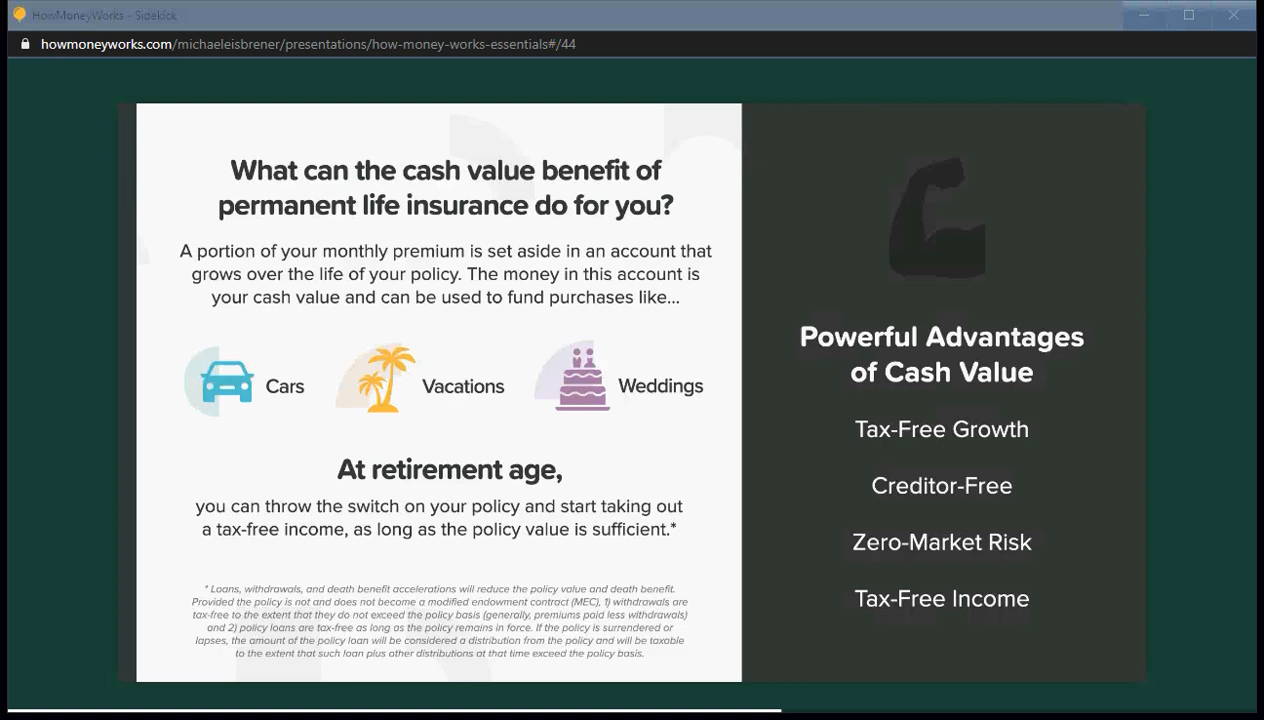 HowMoneyWorks - Sidekick
howmoneyworks.com/michaeleisbrener/presentations/how-money-works-essentials#/44
What can the cash value benefit of
permanent life insurance do for you?
A portion of your monthly premium is set aside in an account that
grows over the life of your policy. The money in this account is
your cash value and can be used to fund purchases like...
Cars
Vacations
Weddings
At retirement age,
you can throw the switch on your policy and start taking out
a tax-free income, as long as the policy value is sufficient.*
* Loans, withdrawals, and death benefit accelerations will reduce the policy value and death benefit.
Provided the policy is not and does not become a modified endowment contract (MEC), 1) withdrawals are
tax-free to the extent that they do not exceed the policy basis (generally, premiums paid less withdrawals)
and 2) policy loans are tax-free as long as the policy remains in force. If the policy is surrendered or
lapses, the amount of the policy loan will be considered a distribution from the policy and will be taxable
to the extent that such loan plus other distributions at that time exceed the policy basis.
Powerful Advantages
of Cash Value
Tax-Free Growth
Creditor-Free
Zero-Market Risk
Tax-Free Income